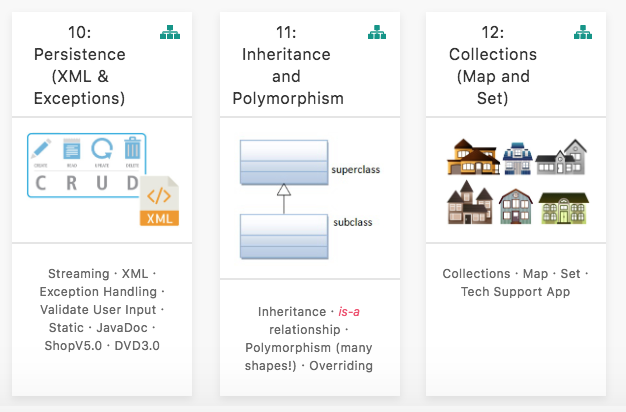 10:
Persistence
(XML &
Exceptions)
CREATE READ UPDATE DELETE
C R U D
XML
Streaming · XML ·
Exception Handling ·
Validate User Input ·
Static · JavaDoc ·
ShopV5.0 · DVD3.0
11:
Inheritance
and
Polymorphism
superclass
subclass
Inheritance · is-a
relationship ·
Polymorphism (many
shapes!) · Overriding
12:
Collections
(Map and
Set)
Collections · Map · Set ·
Tech Support App